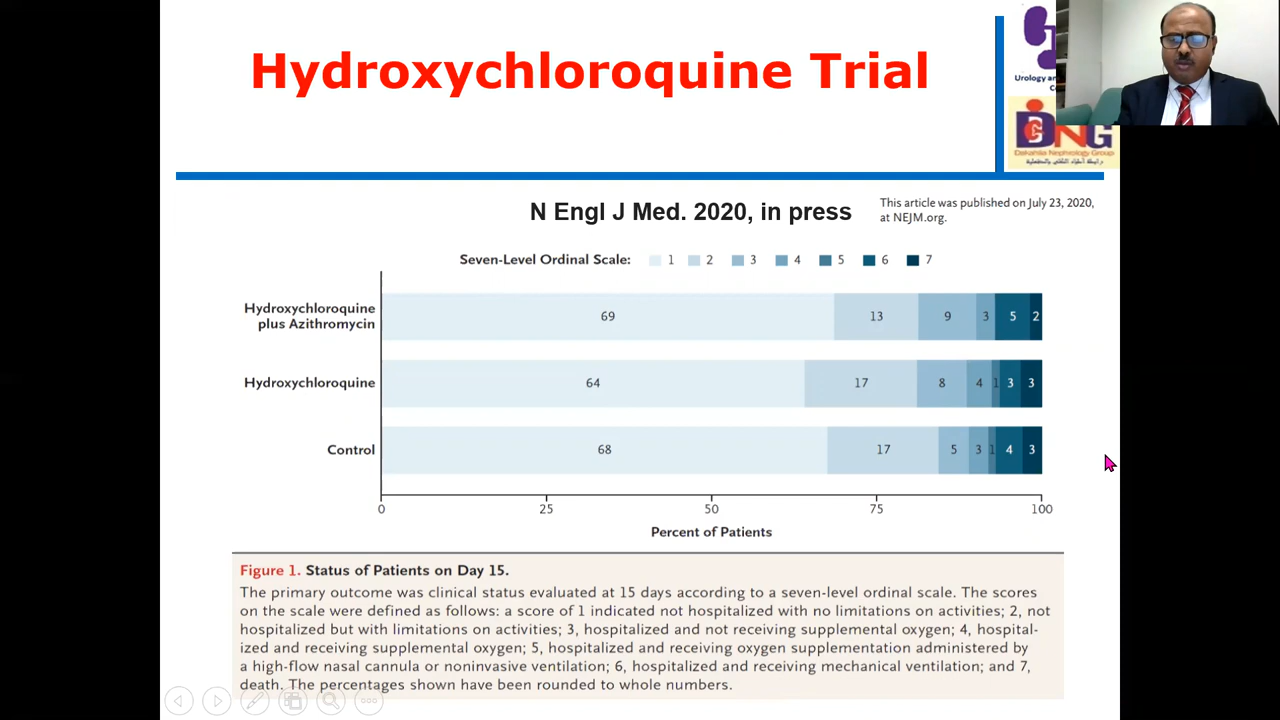 Hydroxychloroquine Trial
Urology and
Dakahlia Nephrology Group
N Engl J Med. 2020, in press
This article was published on July 23, 2020,
at NEJM.org.
Seven-Level Ordinal Scale: 1 2 3 4 5 6 7
Hydroxychloroquine
plus Azithromycin
69 13 9 3 5 2
Hydroxychloroquine
64 17 8 4 1 3 3
Control
68 17 5 3 1 4 3
0 25 50 75 100
Percent of Patients
Figure 1. Status of Patients on Day 15.
The primary outcome was clinical status evaluated at 15 days according to a seven-level ordinal scale. The scores
on the scale were defined as follows: a score of 1 indicated not hospitalized with no limitations on activities; 2, not
hospitalized but with limitations on activities; 3, hospitalized and not receiving supplemental oxygen; 4, hospital-
ized and receiving supplemental oxygen; 5, hospitalized and receiving oxygen supplementation administered by
a high-flow nasal cannula or noninvasive ventilation; 6, hospitalized and receiving mechanical ventilation; and 7,
death. The percentages shown have been rounded to whole numbers.